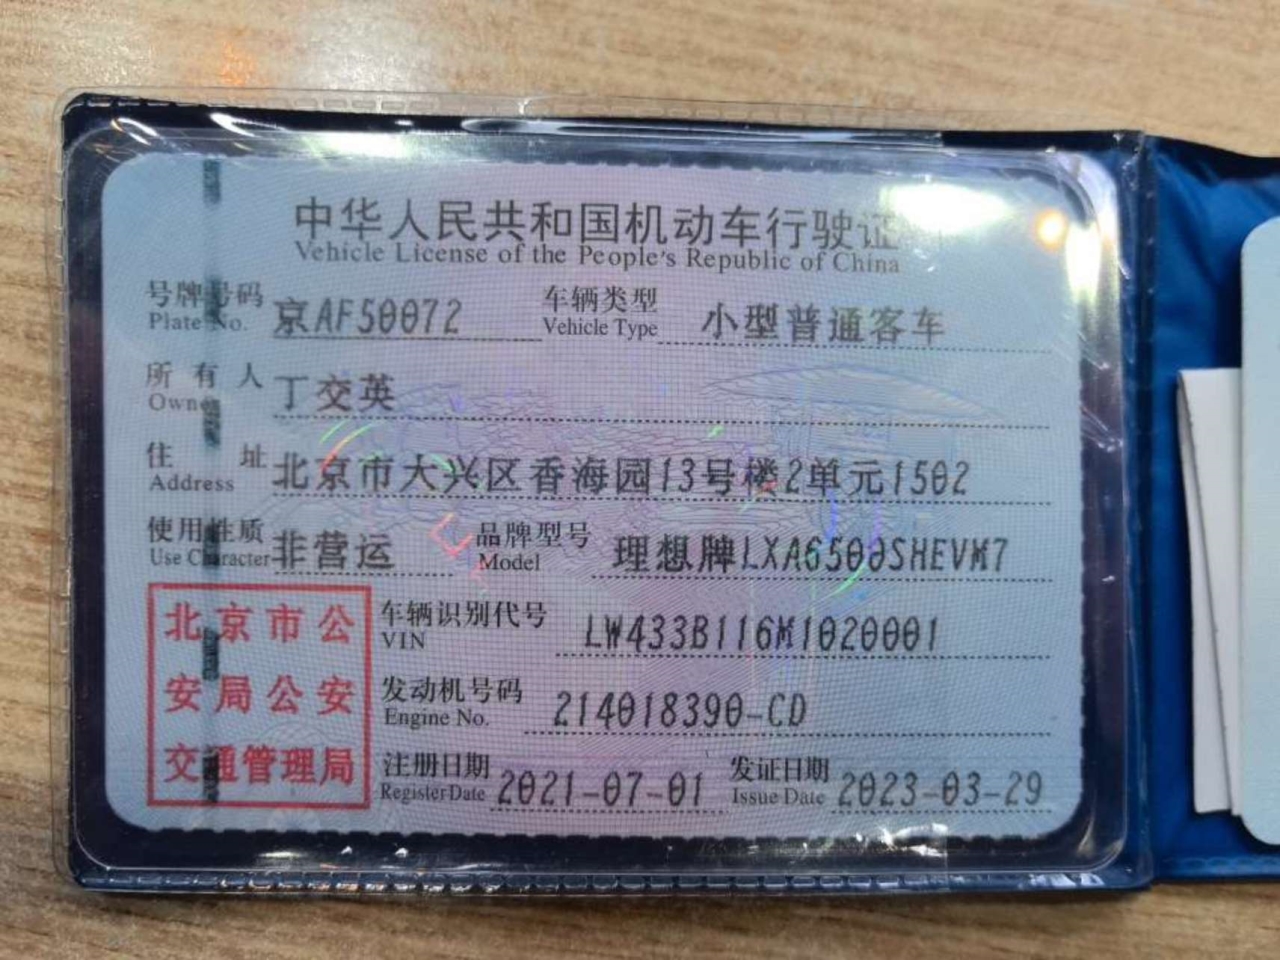 中华人民共和国机动车行驶证
Vehicle License of the People's Republic of China
号牌号码 京AF50072 车辆类型 小型普通客车
Plate No. Vehicle Type
所有人 丁交英
Owner
住址 北京市大兴区香海园13号楼2单元1502
Address
使用性质 非营运 品牌型号 理想牌LXA6500SHEVM7
Use Character Model
北京市公
安局公安
交通管理局
车辆识别代号 LW433B116M1020001
VIN
发动机号码 214018390-CD
Engine No.
注册日期 2021-07-01 发证日期 2023-03-29
Register Date Issue Date